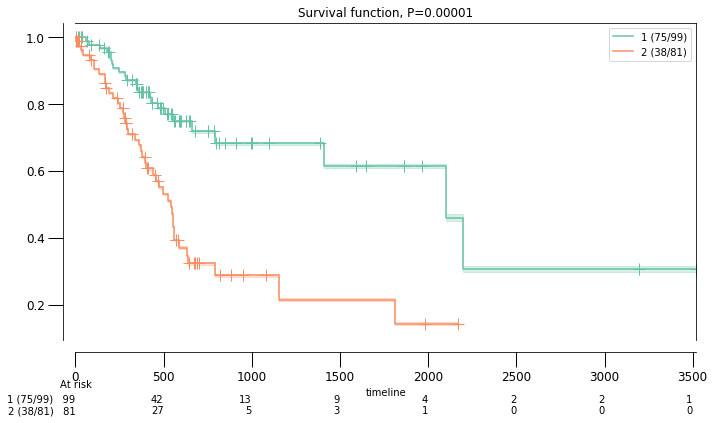 Survival function, P=0.00001
1 (75/99)
2 (38/81)
1.0
0.8
0.6
0.4
0.2
0 500 1000 1500 2000 2500 3000 3500
timeline
At risk
1 (75/99) 99 42 13 9 4 2 2 1
2 (38/81) 81 27 5 3 1 0 0 0